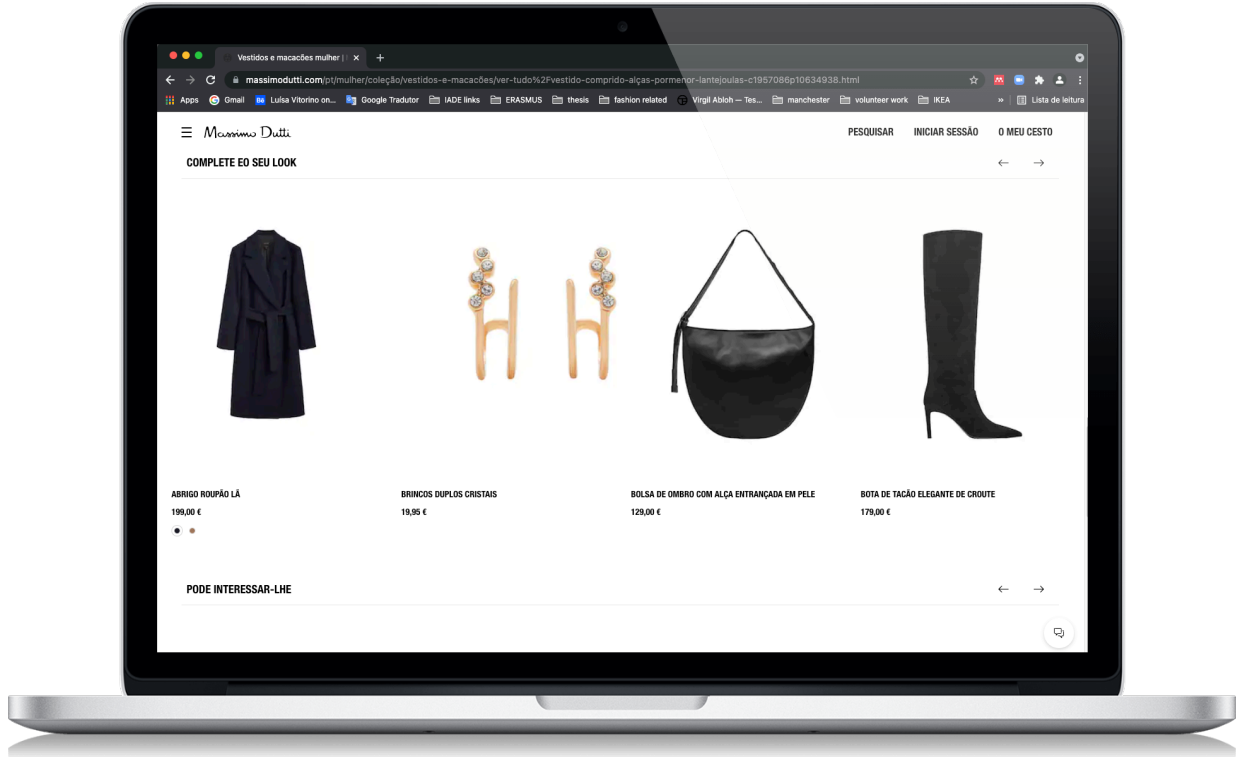 Vestidos e macacões mulher |
massimodutti.com/pt/mulher/coleção/vestidos-e-macacões/ver-tudo%2Fvestido-comprido-alças-pormenor-lantejoulas-c1957086p10634938.html
Apps Gmail Luísa Vitorino on... Google Tradutor IADE links ERASMUS thesis fashion related Virgil Abloh — Tes... manchester volunteer work IKEA » Lista de leitura
Massimo Dutti PESQUISAR INICIAR SESSÃO O MEU CESTO
COMPLETE EO SEU LOOK
ABRIGO ROUPÃO LÃ BRINCOS DUPLOS CRISTAIS BOLSA DE OMBRO COM ALÇA ENTRANÇADA EM PELE BOTA DE TACÃO ELEGANTE DE CROUTE
199,00 € 19,95 € 129,00 € 179,00 €
PODE INTERESSAR-LHE